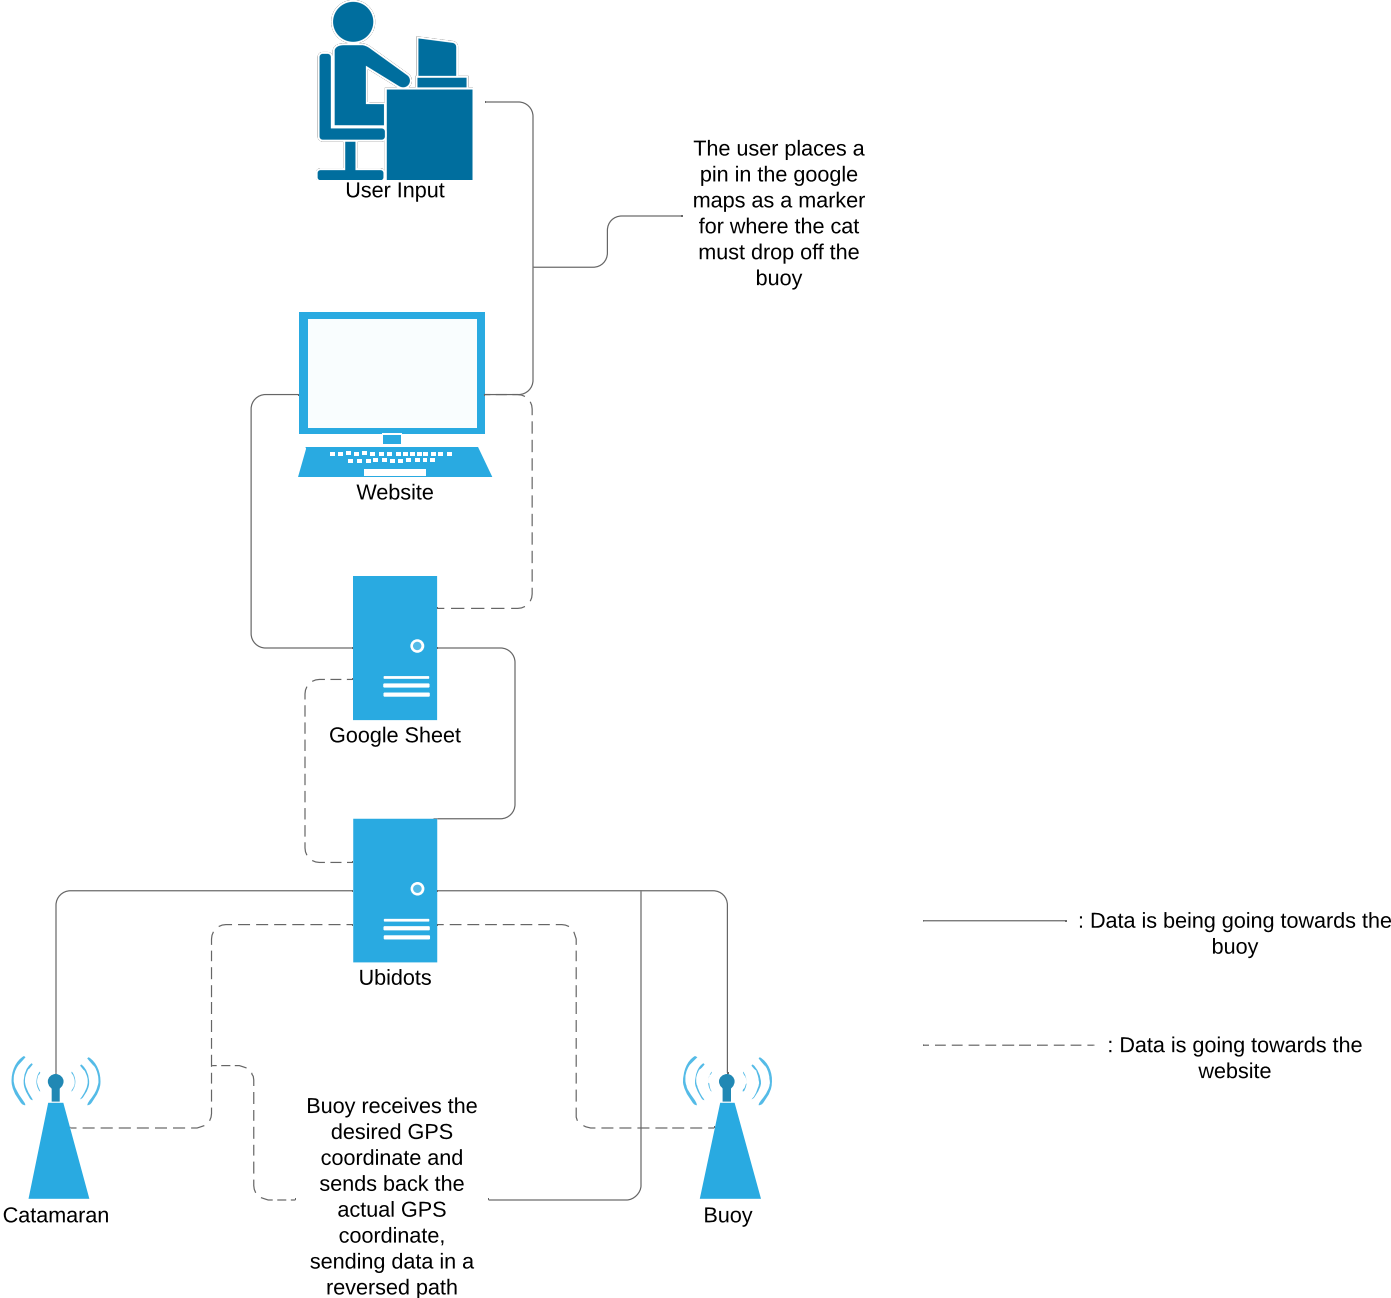 User Input
The user places a
pin in the google
maps as a marker
for where the cat
must drop off the
buoy
Website
Google Sheet
: Data is being going towards the
buoy
Ubidots
: Data is going towards the
website
Buoy receives the
desired GPS
coordinate and
sends back the
actual GPS
coordinate,
sending data in a
reversed path
Catamaran
Buoy